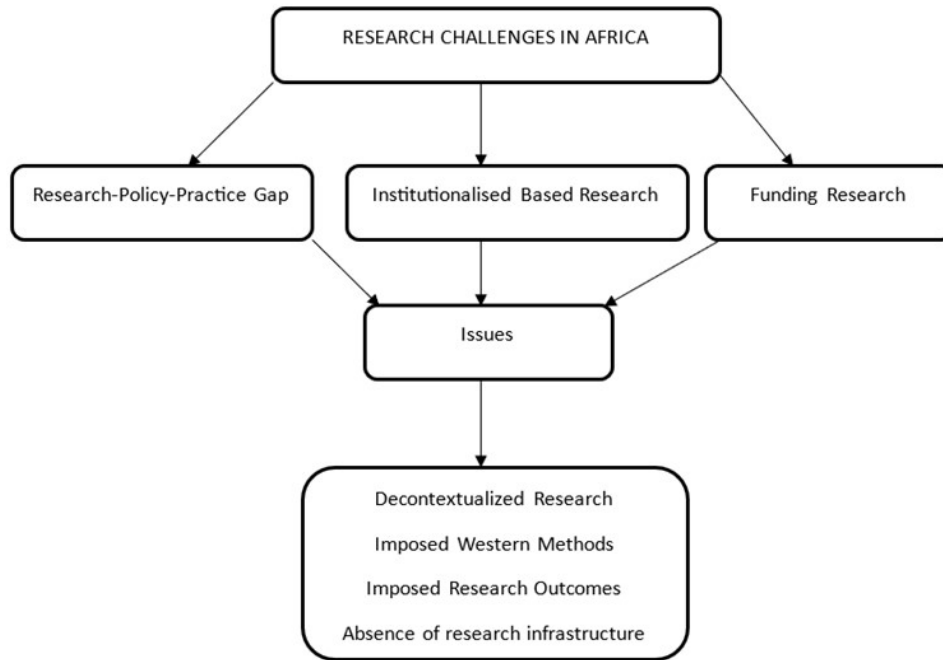 RESEARCH CHALLENGES IN AFRICA
Research-Policy-Practice Gap
Institutionalised Based Research
Funding Research
Issues
Decontextualized Research
Imposed Western Methods
Imposed Research Outcomes
Absence of research infrastructure